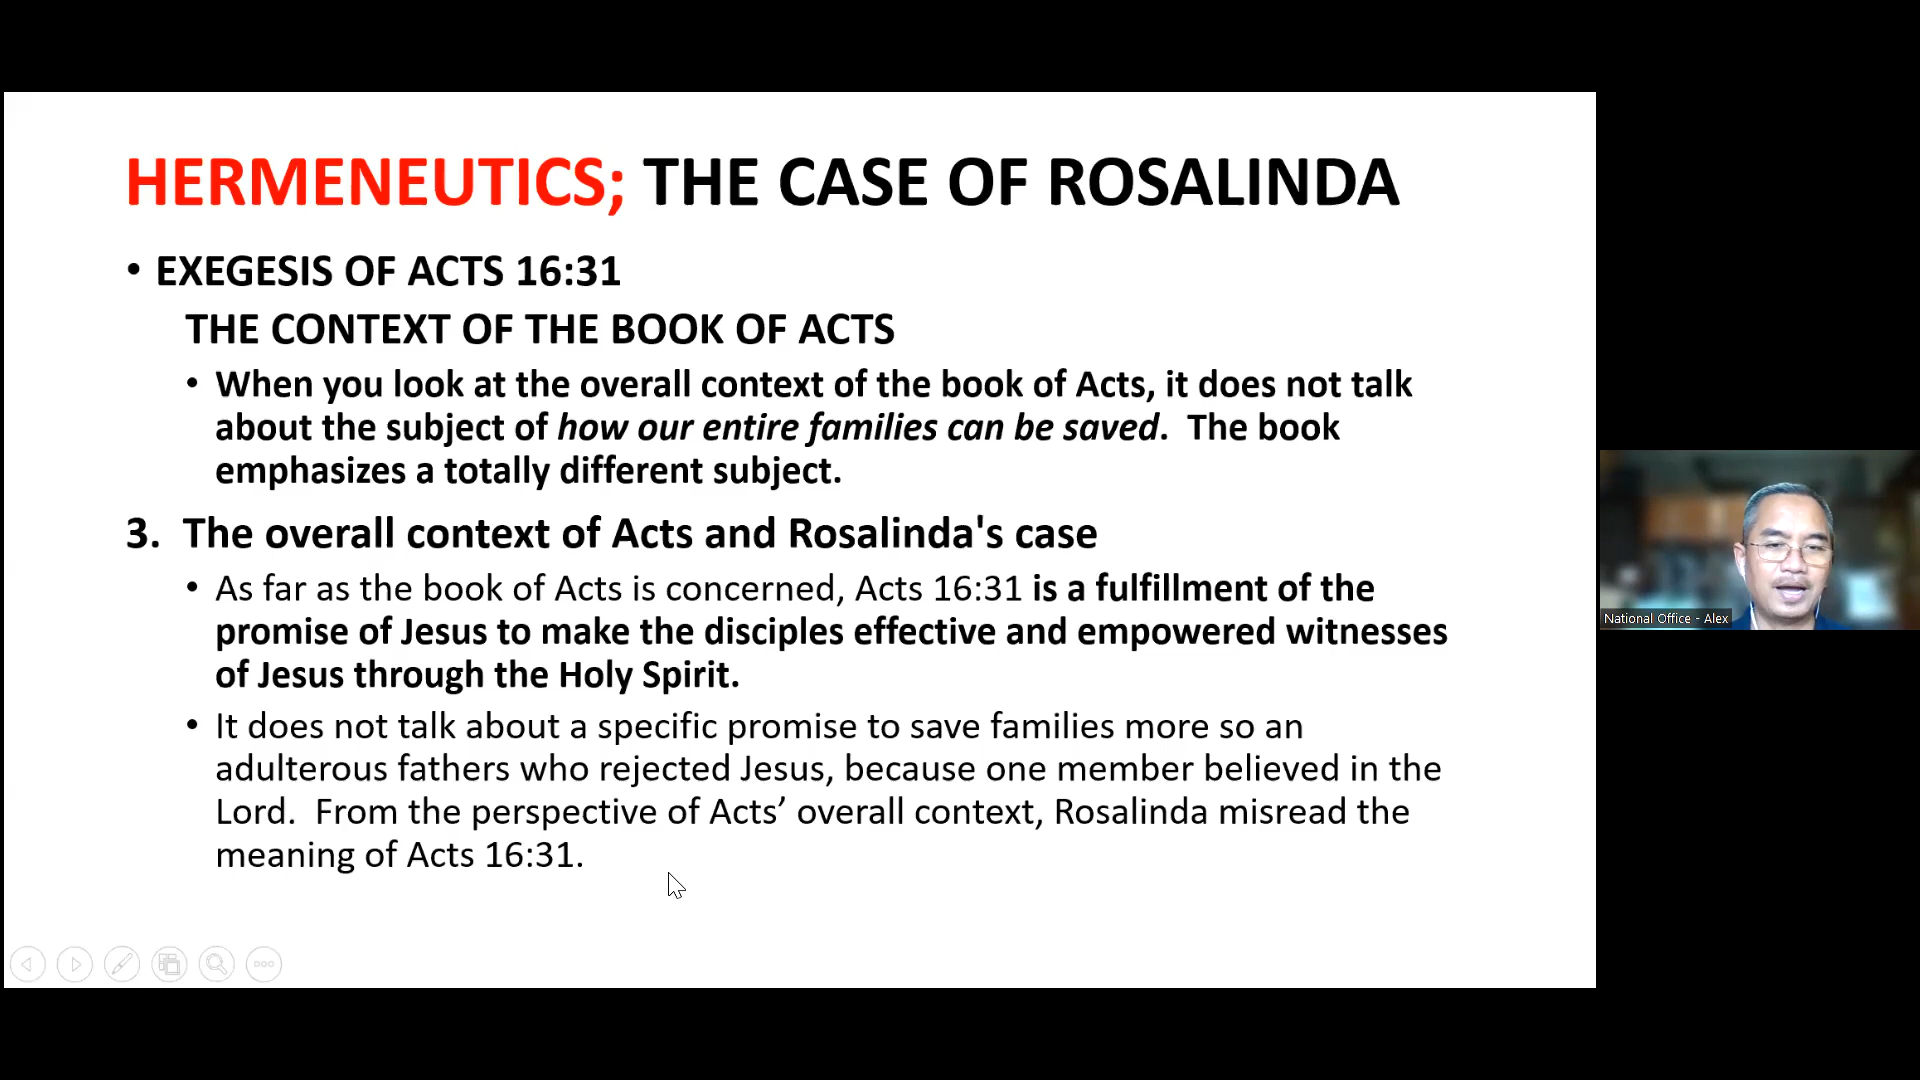 HERMENEUTICS; THE CASE OF ROSALINDA
• EXEGESIS OF ACTS 16:31
THE CONTEXT OF THE BOOK OF ACTS
• When you look at the overall context of the book of Acts, it does not talk
about the subject of how our entire families can be saved.  The book
emphasizes a totally different subject.
3.  The overall context of Acts and Rosalinda's case
• As far as the book of Acts is concerned, Acts 16:31 is a fulfillment of the
promise of Jesus to make the disciples effective and empowered witnesses
of Jesus through the Holy Spirit.
• It does not talk about a specific promise to save families more so an
adulterous fathers who rejected Jesus, because one member believed in the
Lord.  From the perspective of Acts’ overall context, Rosalinda misread the
meaning of Acts 16:31.
National Office - Alex